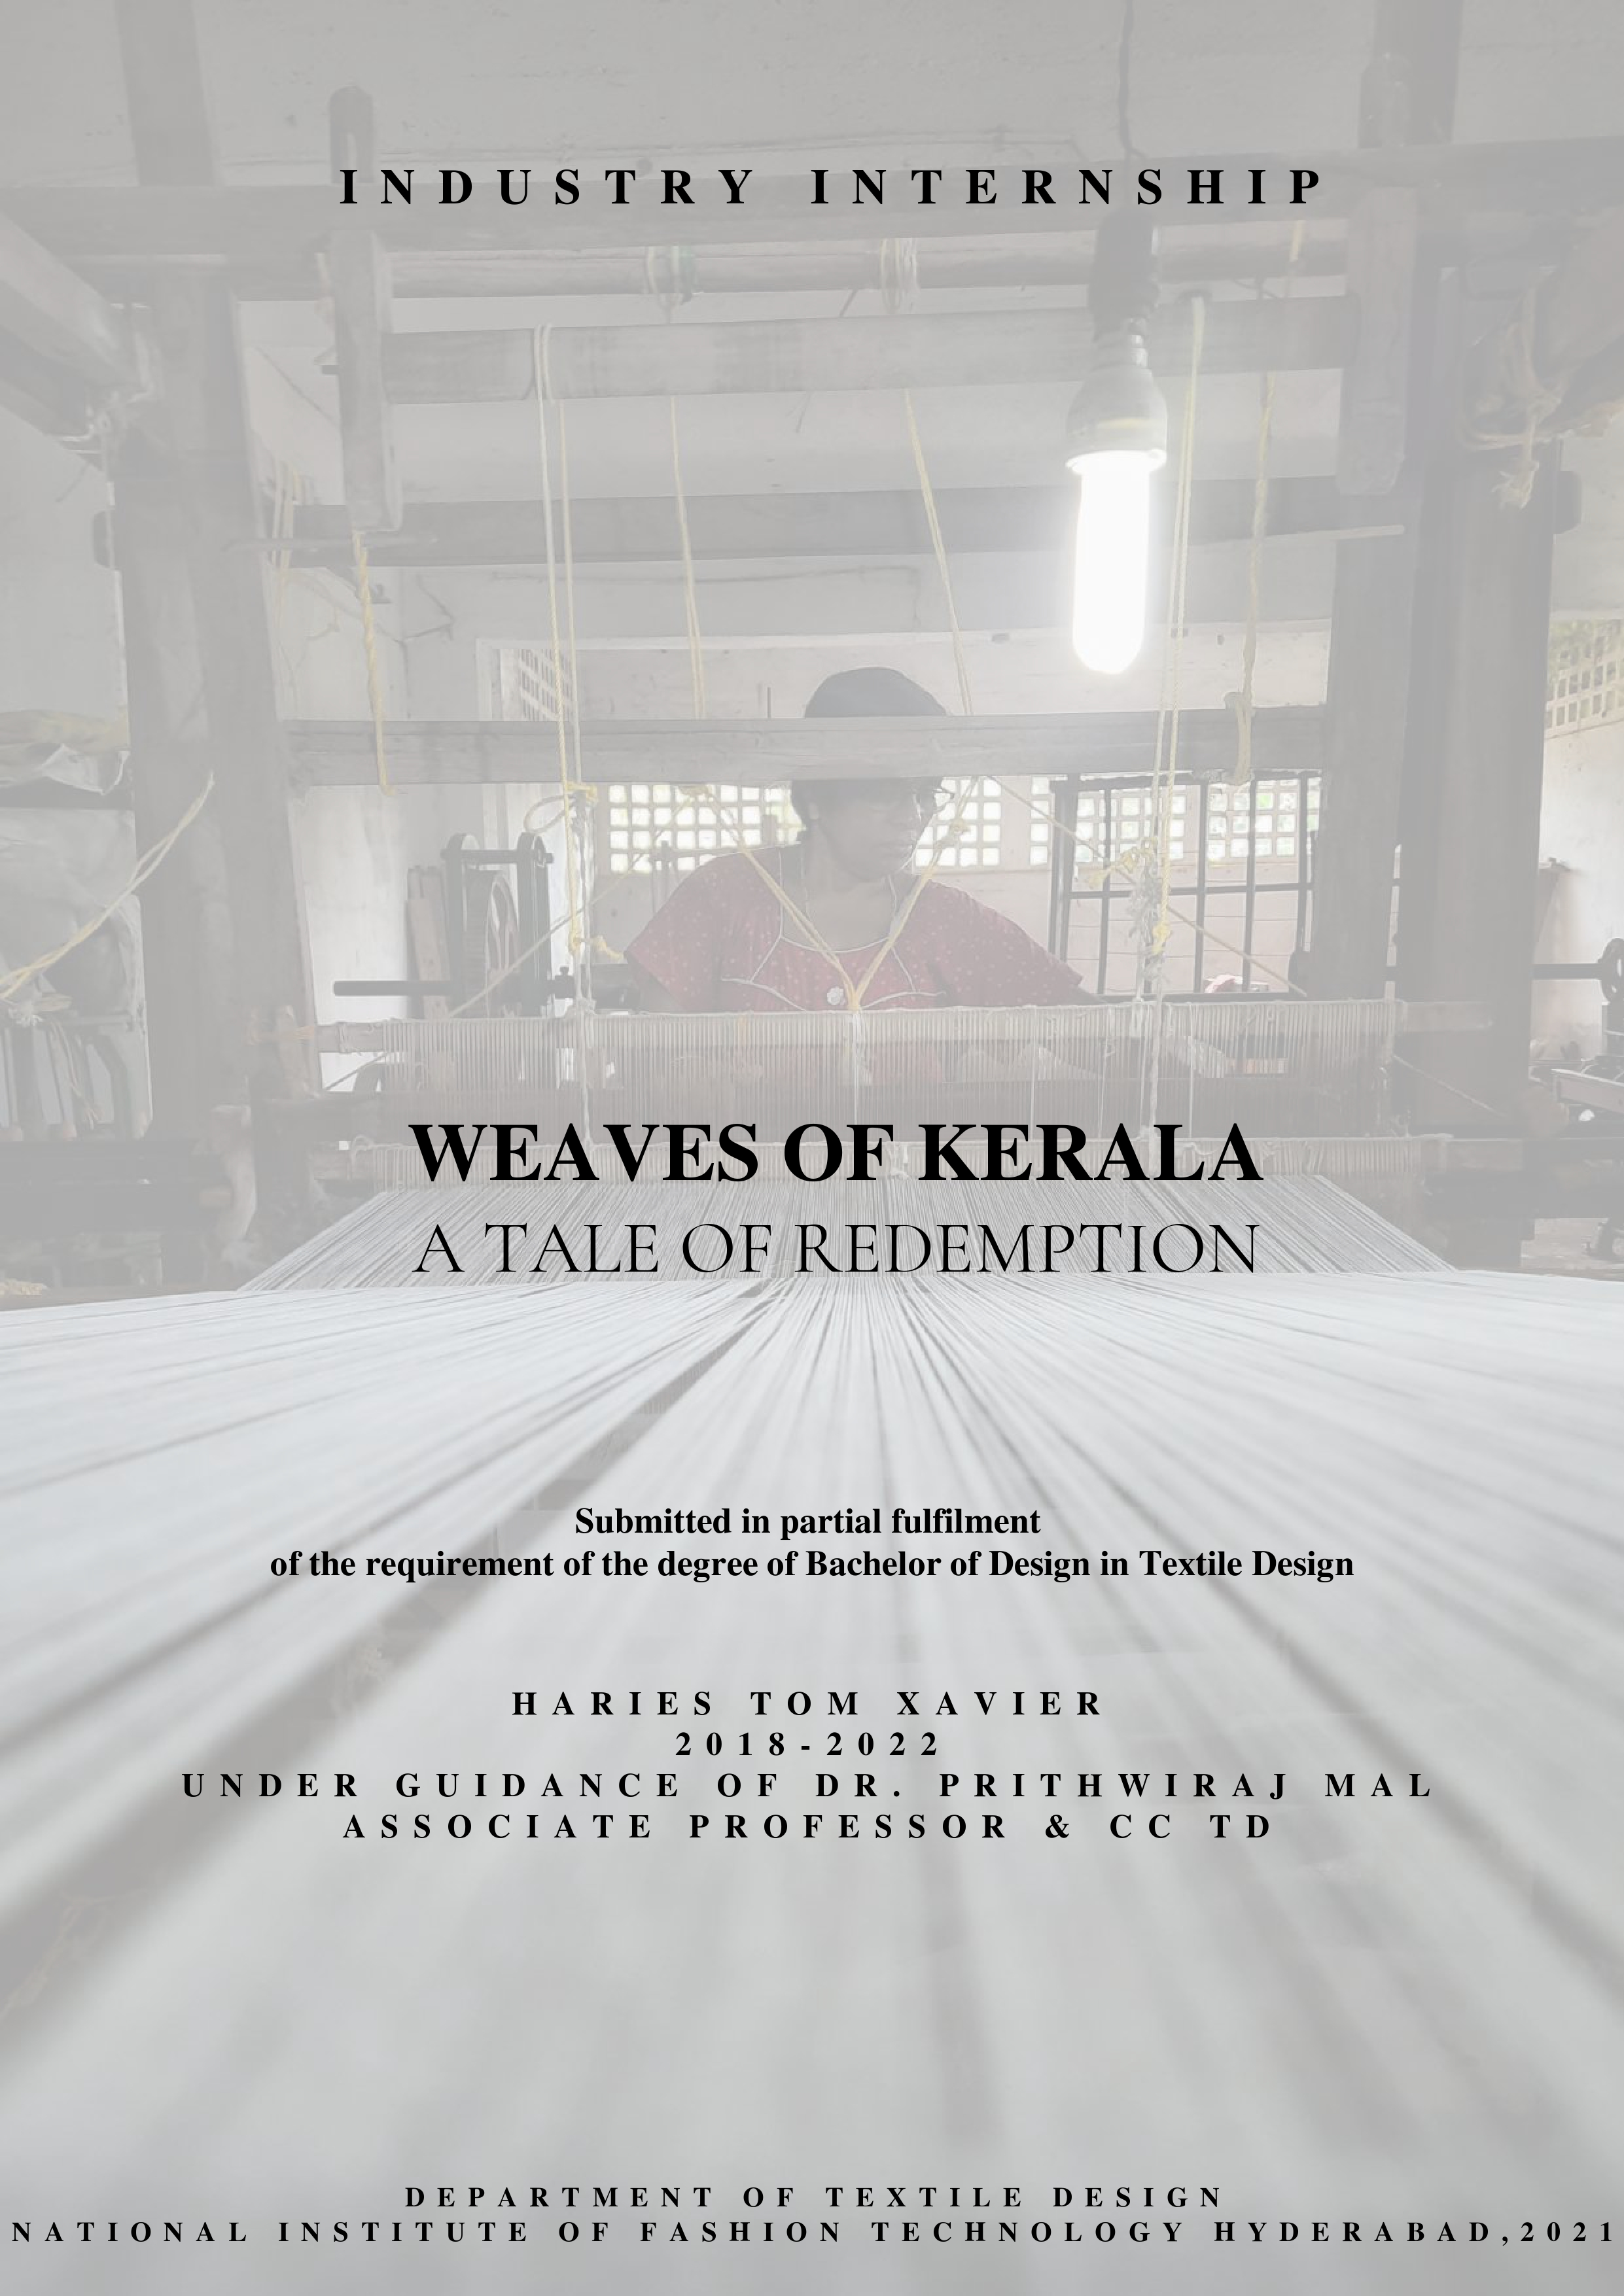 INDUSTRY INTERNSHIP
WEAVES OF KERALA
A TALE OF REDEMPTION
Submitted in partial fulfilment
of the requirement of the degree of Bachelor of Design in Textile Design
HARIES TOM XAVIER
2018-2022
UNDER GUIDANCE OF DR. PRITHWIRAJ MAL
ASSOCIATE PROFESSOR & CC TD
DEPARTMENT OF TEXTILE DESIGN
NATIONAL INSTITUTE OF FASHION TECHNOLOGY HYDERABAD,2021